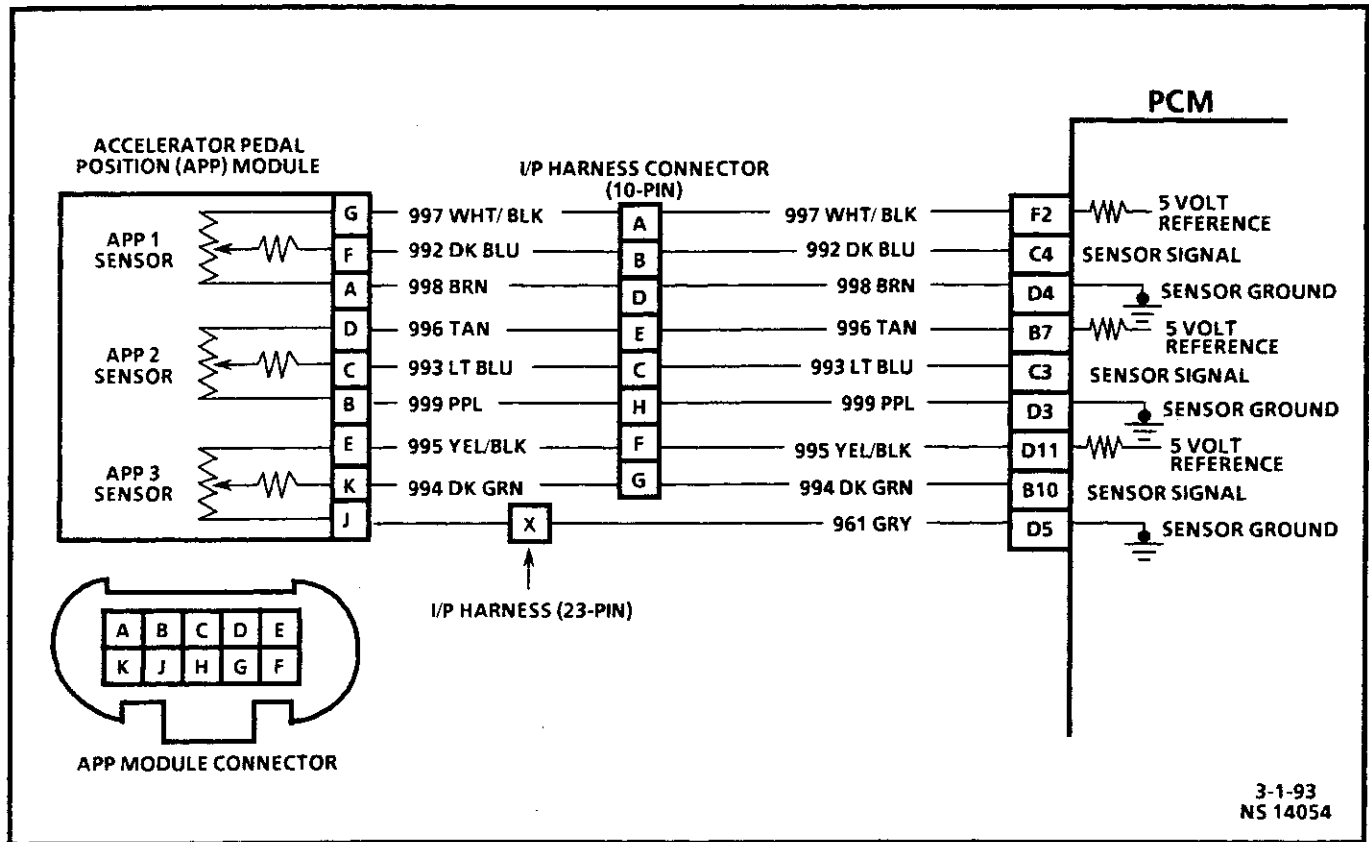 PCM
ACCELERATOR PEDAL
POSITION (APP) MODULE
I/P HARNESS CONNECTOR
(10-PIN)
APP 1
SENSOR
G
997 WHT/ BLK
A
997 WHT/ BLK
F2
5 VOLT
REFERENCE
F
992 DK BLU
B
992 DK BLU
C4
SENSOR SIGNAL
A
998 BRN
D
998 BRN
D4
SENSOR GROUND
APP 2
SENSOR
D
996 TAN
E
996 TAN
B7
5 VOLT
REFERENCE
C
993 LT BLU
C
993 LT BLU
C3
SENSOR SIGNAL
B
999 PPL
H
999 PPL
D3
SENSOR GROUND
APP 3
SENSOR
E
995 YEL/BLK
F
995 YEL/BLK
D11
5 VOLT
REFERENCE
K
994 DK GRN
G
994 DK GRN
B10
SENSOR SIGNAL
J
X
961 GRY
D5
SENSOR GROUND
I/P HARNESS (23-PIN)
A B C D E
K J H G F
APP MODULE CONNECTOR
3-1-93
NS 14054